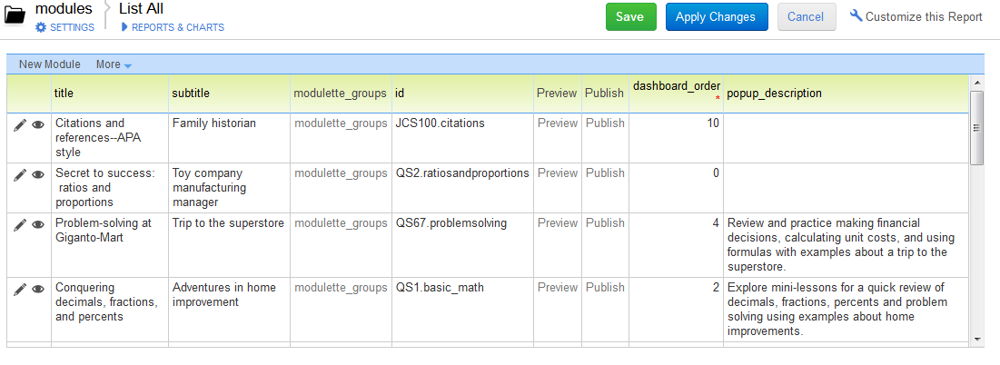 modules
List All
SETTINGS
REPORTS & CHARTS
Save
Apply Changes
Cancel
Customize this Report
New Module
More
title
subtitle
modulette_groups
id
Preview
Publish
dashboard_order
*
popup_description
Citations and
references--APA
style
Family historian
modulette_groups
JCS100.citations
Preview
Publish
10
Secret to success:
ratios and
proportions
Toy company
manufacturing
manager
modulette_groups
QS2.ratiosandproportions
Preview
Publish
0
Problem-solving at
Giganto-Mart
Trip to the superstore
modulette_groups
QS67.problemsolving
Preview
Publish
4
Review and practice making financial
decisions, calculating unit costs, and using
formulas with examples about a trip to the
superstore.
Conquering
decimals, fractions,
and percents
Adventures in home
improvement
modulette_groups
QS1.basic_math
Preview
Publish
2
Explore mini-lessons for a quick review of
decimals, fractions, percents and problem
solving using examples about home
improvements.